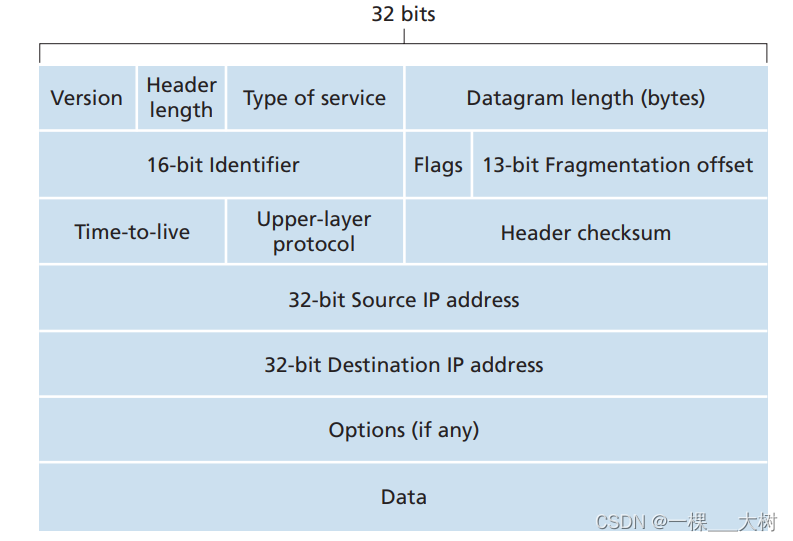 32 bits
Version
Header
length
Type of service
Datagram length (bytes)
16-bit Identifier
Flags
13-bit Fragmentation offset
Time-to-live
Upper-layer
protocol
Header checksum
32-bit Source IP address
32-bit Destination IP address
Options (if any)
Data
CSDN @一棵___大树